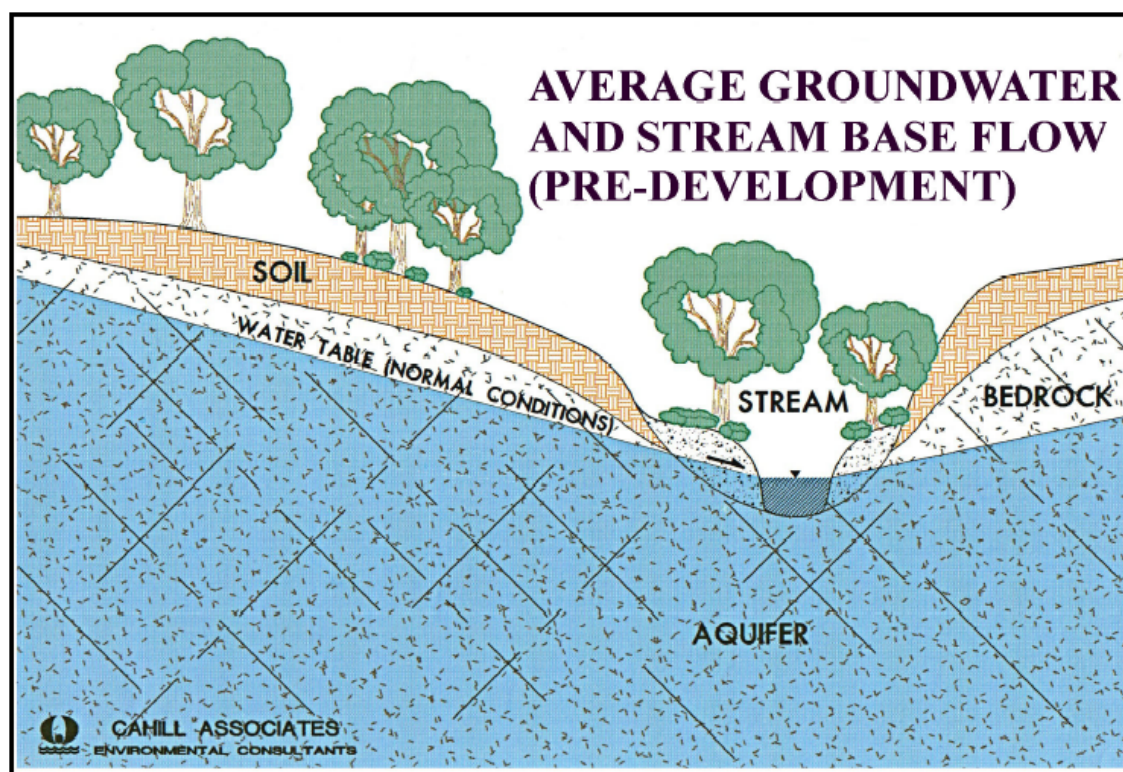 AVERAGE GROUNDWATER
AND STREAM BASE FLOW
(PRE-DEVELOPMENT)
SOIL
WATER TABLE (NORMAL CONDITIONS)
STREAM
BEDROCK
AQUIFER
CAHILL ASSOCIATES
ENVIRONMENTAL CONSULTANTS